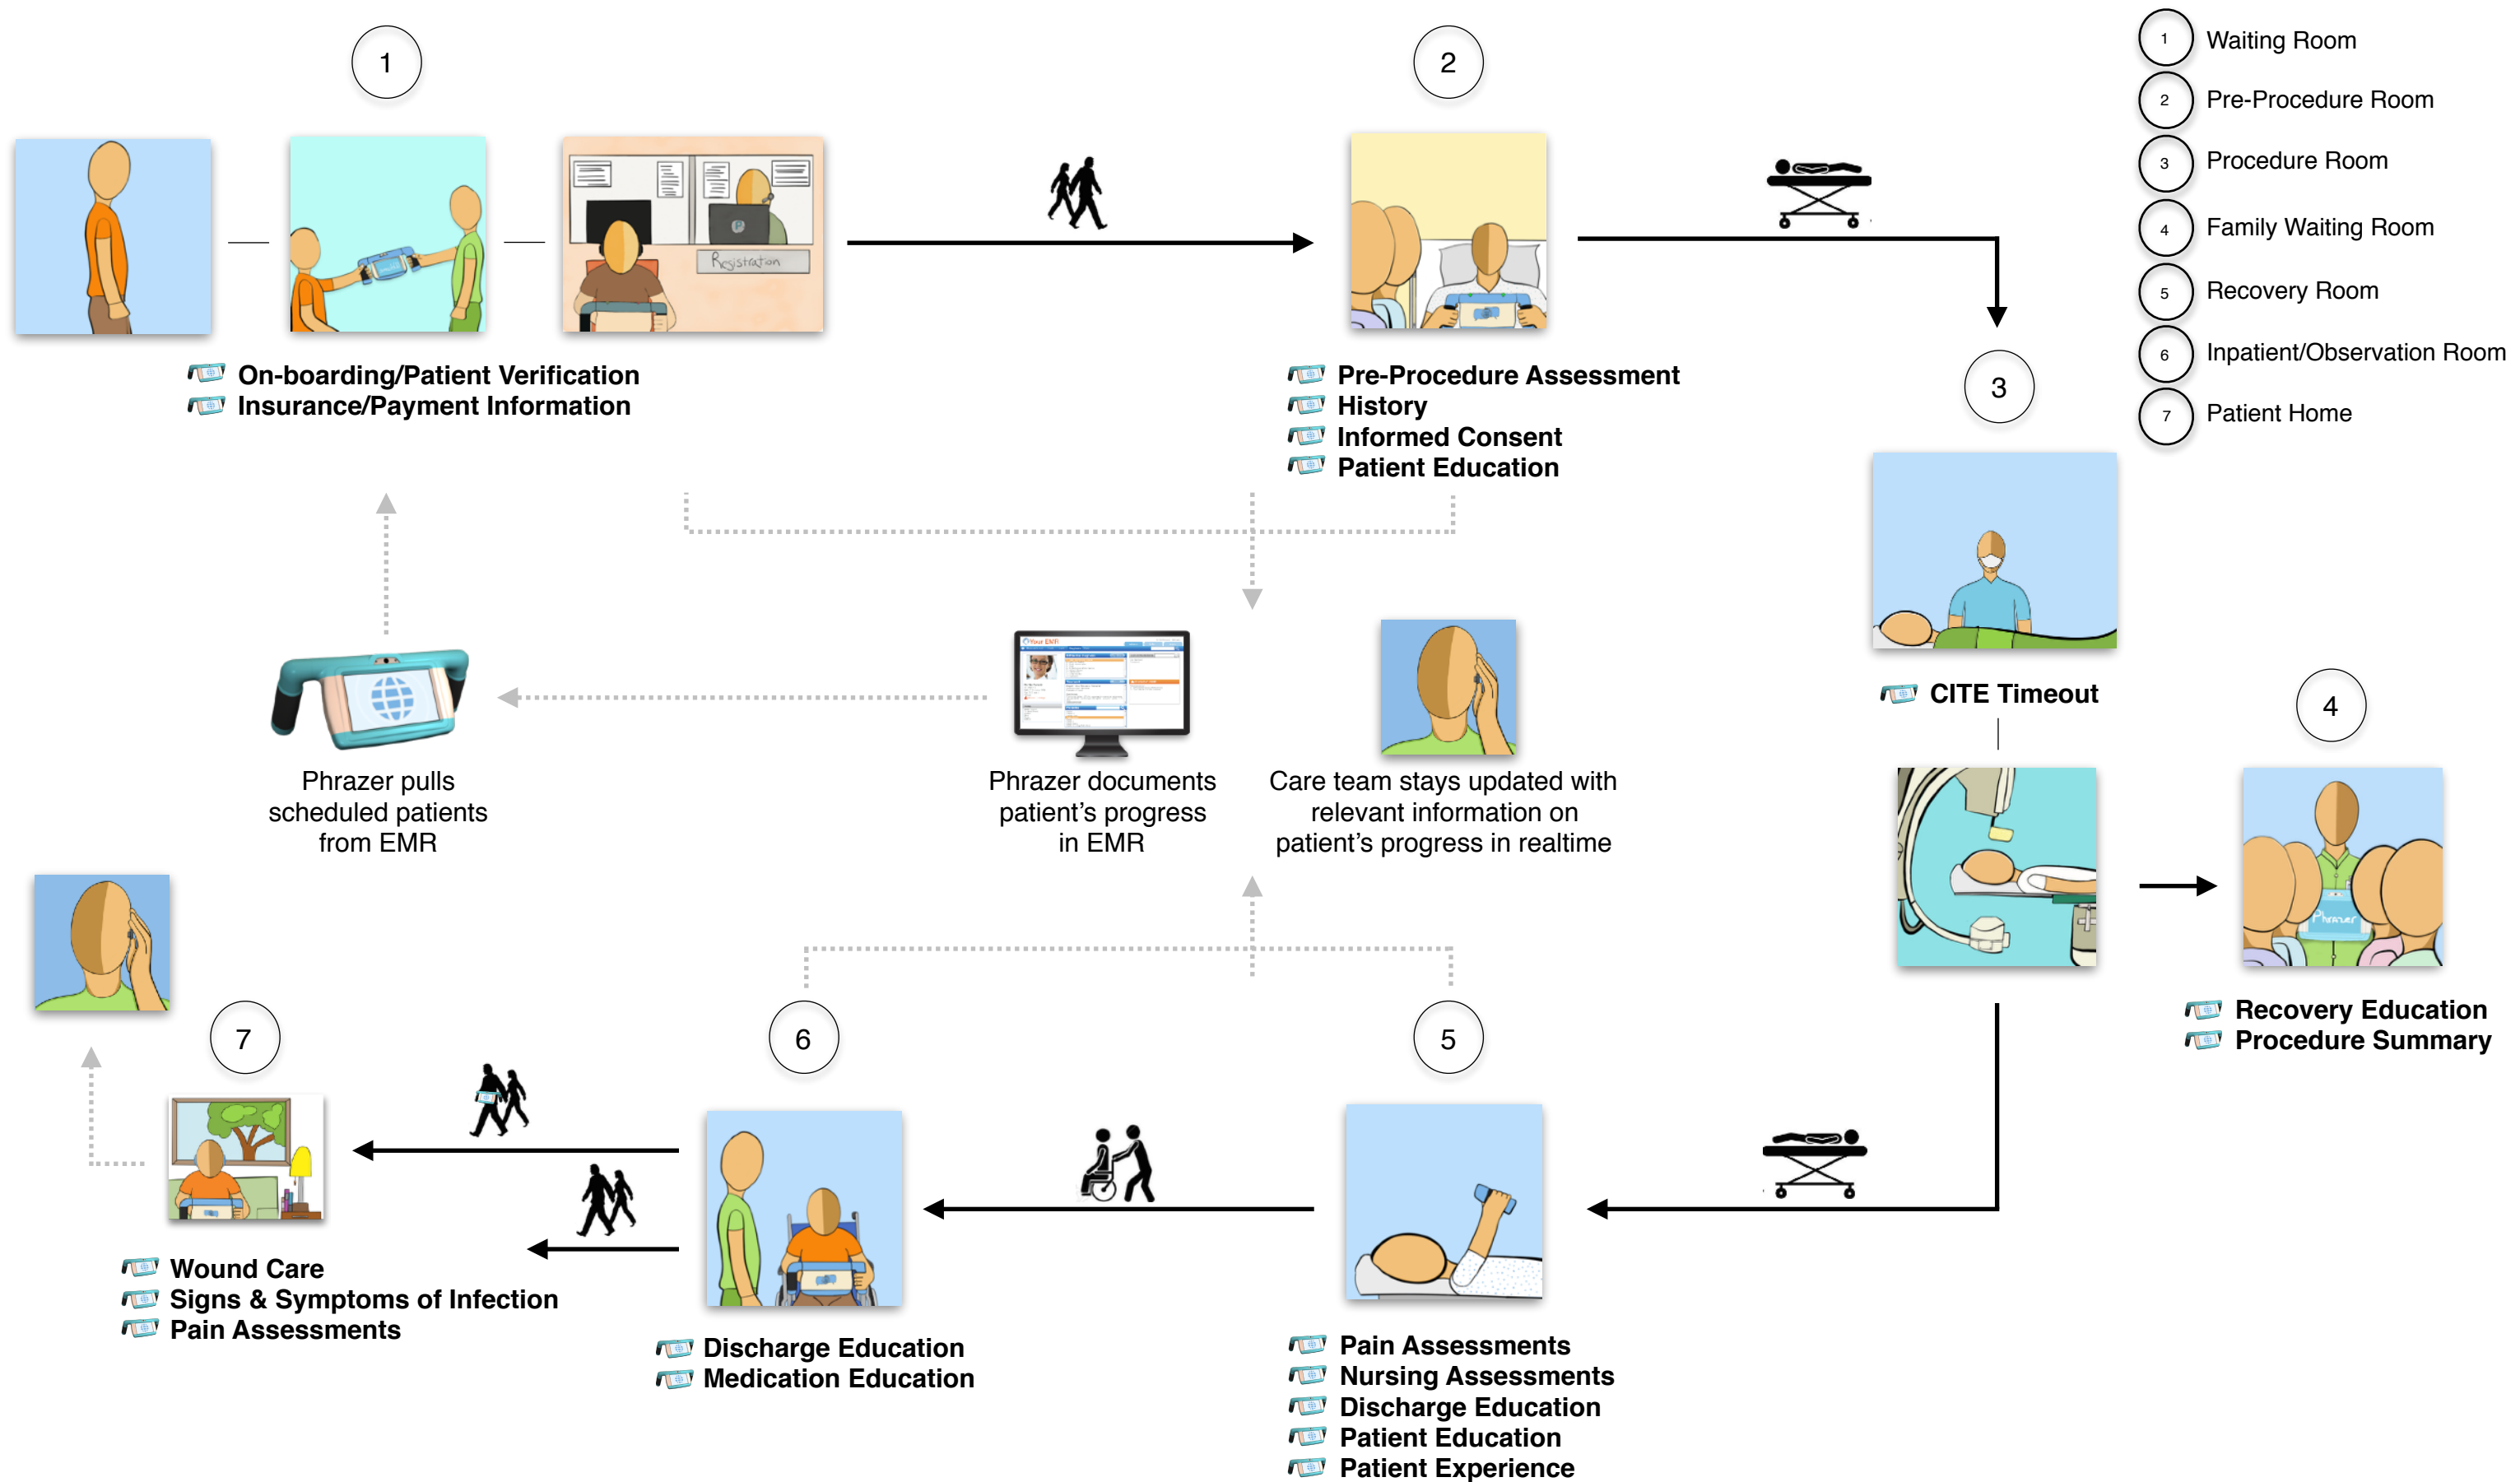 1
2
1 Waiting Room
2 Pre-Procedure Room
3 Procedure Room
4 Family Waiting Room
5 Recovery Room
6 Inpatient/Observation Room
7 Patient Home
Registration
On-boarding/Patient Verification
Insurance/Payment Information
Pre-Procedure Assessment
History
Informed Consent
Patient Education
3
CITE Timeout
4
Your EMR
Phrazer pulls
scheduled patients
from EMR
Phrazer documents
patient’s progress
in EMR
Care team stays updated with
relevant information on
patient’s progress in realtime
Phrazer
Recovery Education
Procedure Summary
7
6
5
Wound Care
Signs & Symptoms of Infection
Pain Assessments
Discharge Education
Medication Education
Pain Assessments
Nursing Assessments
Discharge Education
Patient Education
Patient Experience